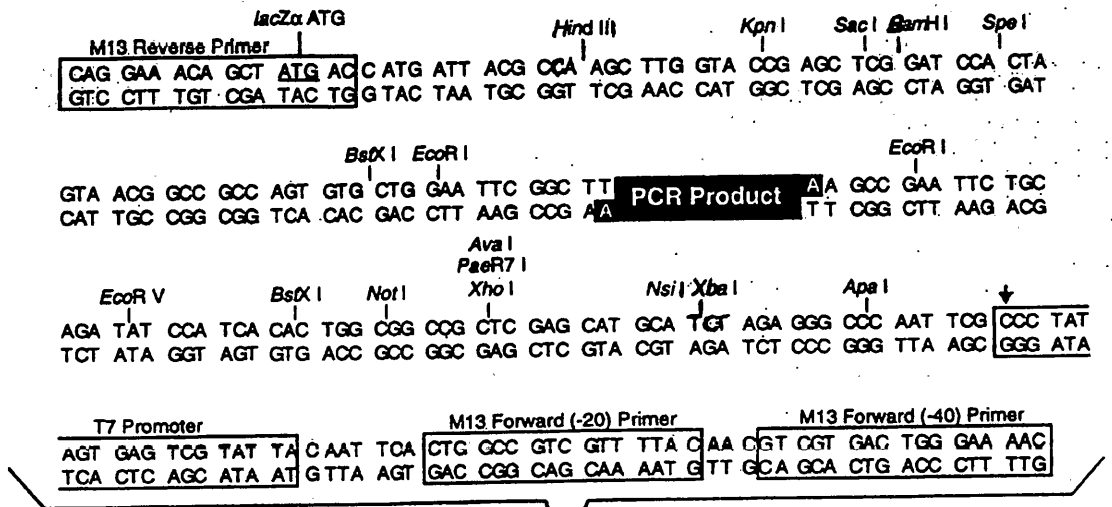 lacZα ATG
M13 Reverse Primer Hind III Kpn I Sac I BamH I Spe I
CAG GAA ACA GCT ATG AC C ATG ATT ACG CCA AGC TTG GTA CCG AGC TCG GAT CCA CTA
GTC CTT TGT CGA TACTG GTAC TAA TGC GGT TCG AAC CAT GGC TCG AGC CTA GGT GAT
BstX I EcoR I EcoR I
GTA ACG GCC GCC AGT GTG CTG GAA TTC GGC TT PCR Product A A GCC GAA TTC TGC
CAT TGC CGG CGG TCA CAC GAC CTT AAG CCG A A T T CGG CTT AAG ACG
Ava I
PaeR7 I
EcoR V BstX I Not I Xho I Nsi I Xba I Apa I
AGA TAT CCA TCA CAC TGG CGG CCG CTC GAG CAT GCA TCT AGA GGG CCC AAT TCG CCC TAT
TCT ATA GGT AGT GTG ACC GCC GGC GAG CTC GTA CGT AGA TCT CCC GGG TTA AGC GGG ATA
T7 Promoter M13 Forward (-20) Primer M13 Forward (-40) Primer
AGT GAG TCG TAT TA C AAT TCA CTG GCC GTC GTT TTA C AAC GT CGT GAC TGG GAA AAC
TCA CTC AGC ATA AT G TTA AGT GAC CGG CAG CAA AAT G TTG CA GCA CTG ACC CTT TTG